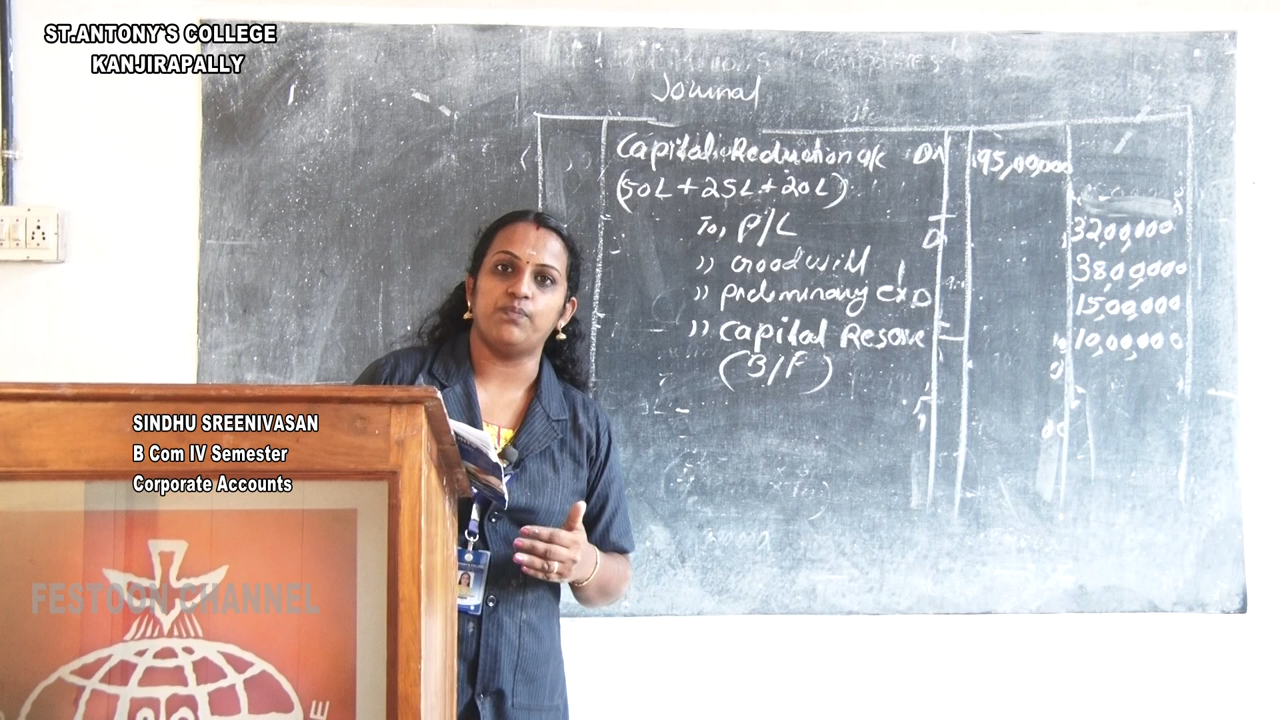 ST.ANTONY`S COLLEGE
KANJIRAPALLY
Journal
Capital Reduction a/c Dr 95,00,000
(50L + 25L + 20L)
To, P/L 32,00,000
,, Goodwill 38,00,000
,, preliminary ex 15,00,000
,, Capital Reserve 10,00,000
(B/F)
SINDHU SREENIVASAN
B Com IV Semester
Corporate Accounts
FESTOON CHANNEL